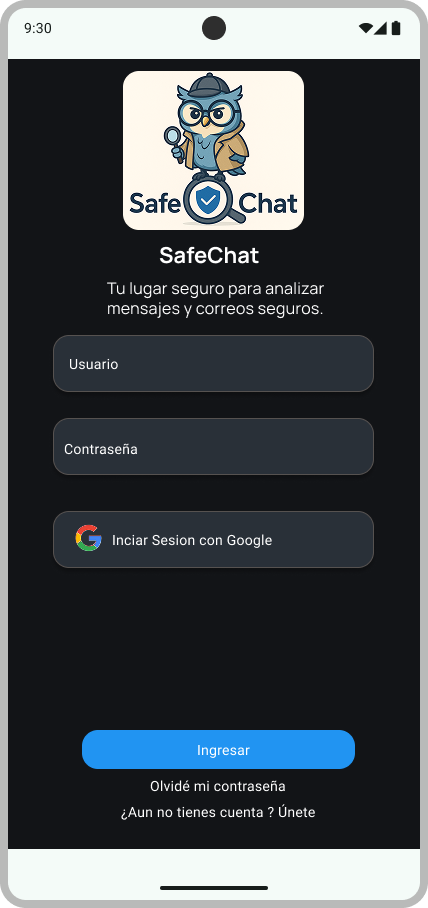 9:30
Safe Chat
SafeChat
Tu lugar seguro para analizar
mensajes y correos seguros.
Usuario
Contraseña
Inciar Sesion con Google
Ingresar
Olvidé mi contraseña
¿Aun no tienes cuenta ? Únete